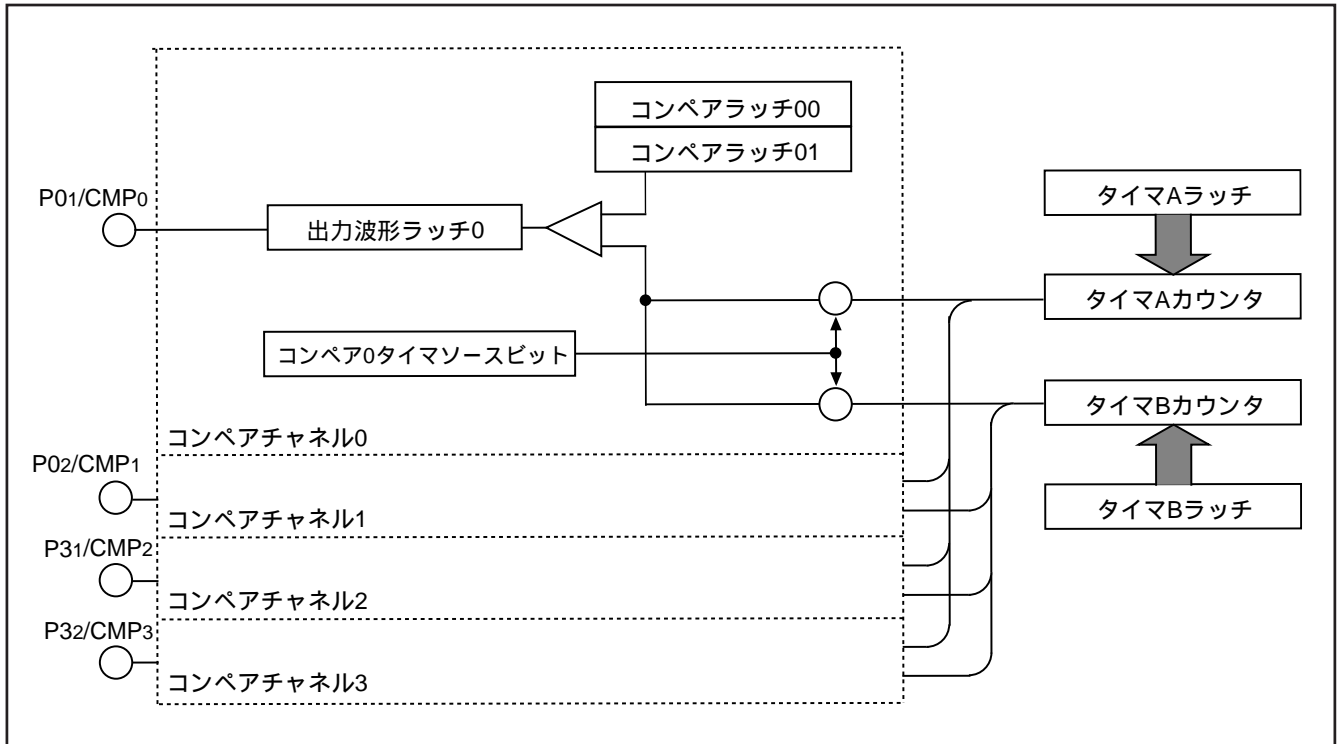 コンペアラッチ00
コンペアラッチ01
P01/CMP0
出力波形ラッチ0
タイマAラッチ
タイマAカウンタ
コンペア0タイマソースビット
タイマBカウンタ
コンペアチャネル0
P02/CMP1
タイマBラッチ
コンペアチャネル1
P31/CMP2
コンペアチャネル2
P32/CMP3
コンペアチャネル3